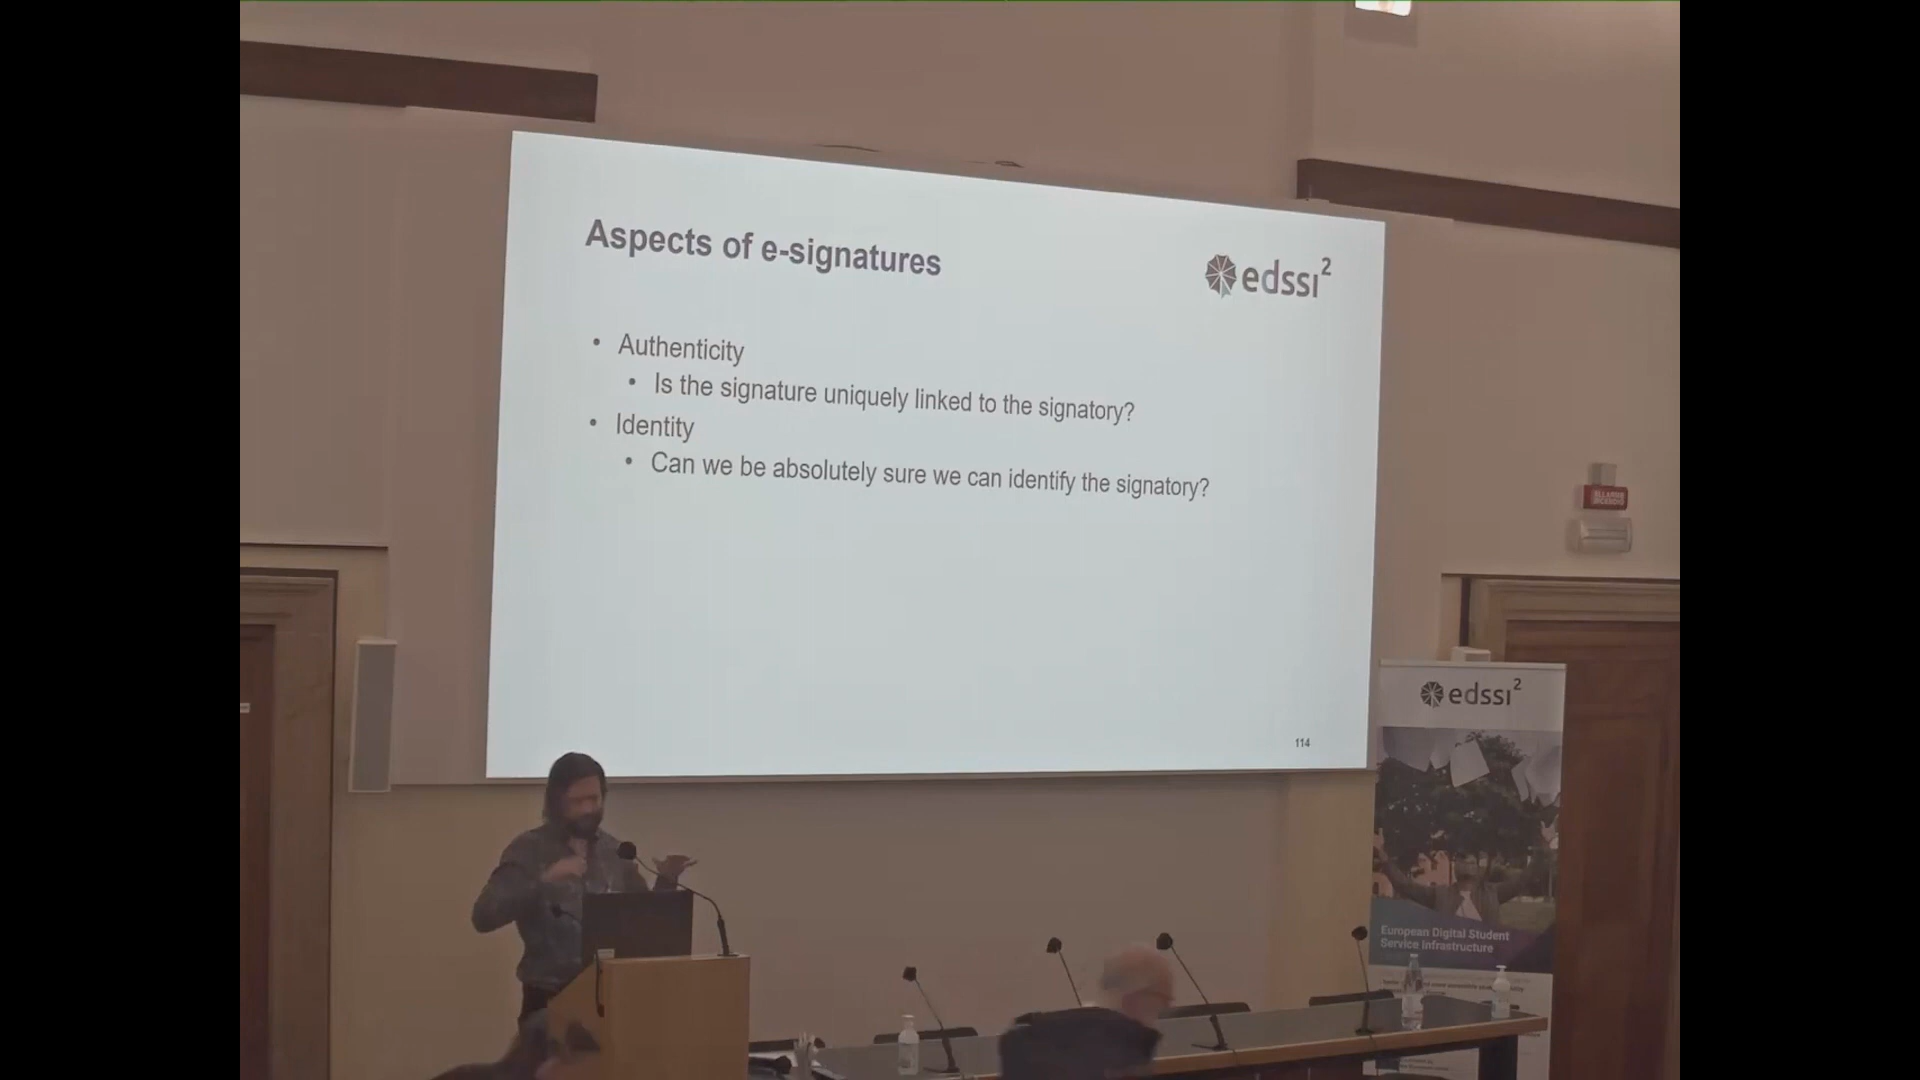 Aspects of e-signatures
edssi²
• Authenticity
• Is the signature uniquely linked to the signatory?
• Identity
• Can we be absolutely sure we can identify the signatory?
114
edssi²
European Digital Student
Service Infrastructure